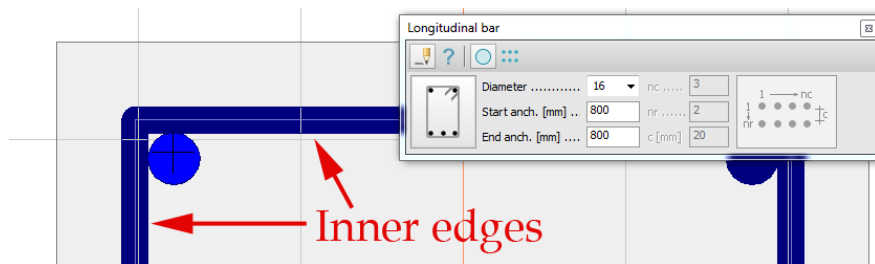 Longitudinal bar
?
Diameter ............ 16 nc ..... 3
Start anch. [mm] .. 800 nr ...... 2
End anch. [mm] .... 800 c [mm] 20
1 nc
1
nr
c
Inner edges